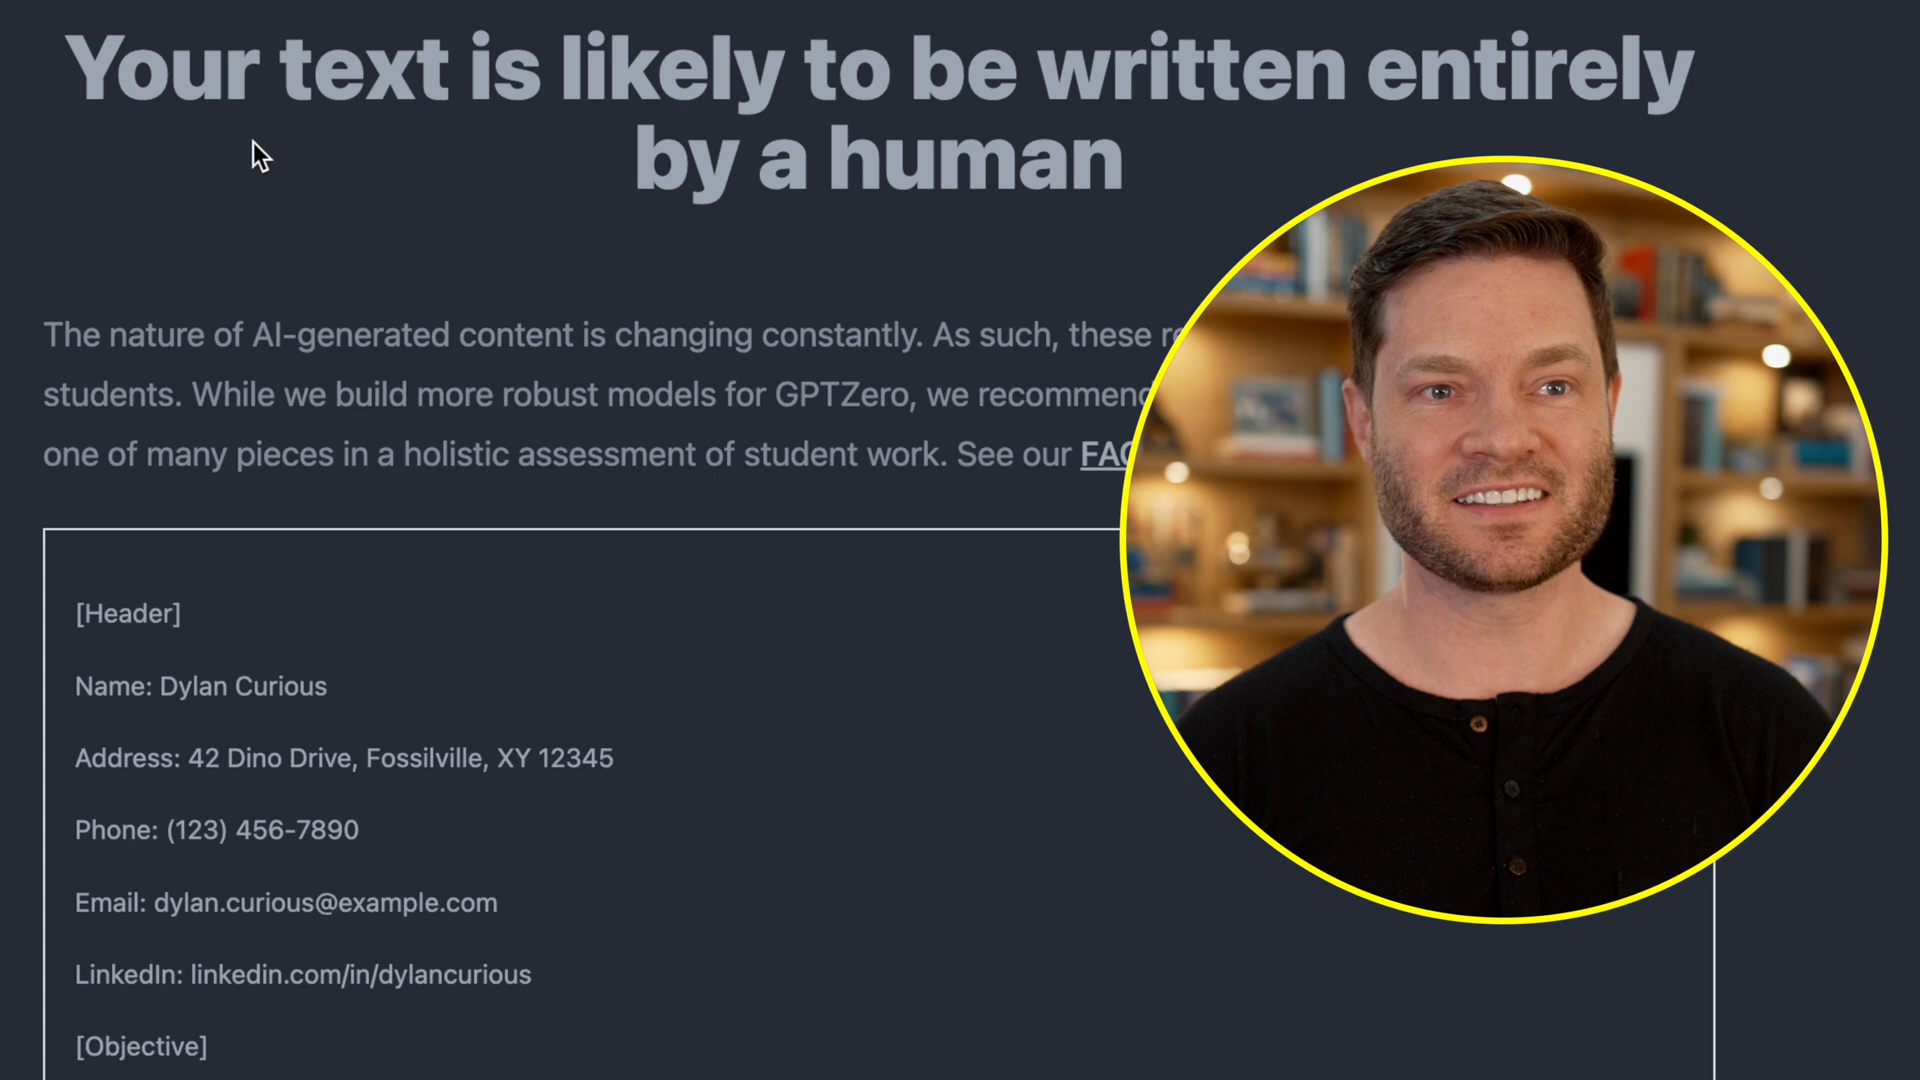 Your text is likely to be written entirely
by a human
The nature of AI-generated content is changing constantly. As such, these
students. While we build more robust models for GPTZero, we recommend
one of many pieces in a holistic assessment of student work. See our FAQ
[Header]
Name: Dylan Curious
Address: 42 Dino Drive, Fossilville, XY 12345
Phone: (123) 456-7890
Email: dylan.curious@example.com
LinkedIn: linkedin.com/in/dylancurious
[Objective]